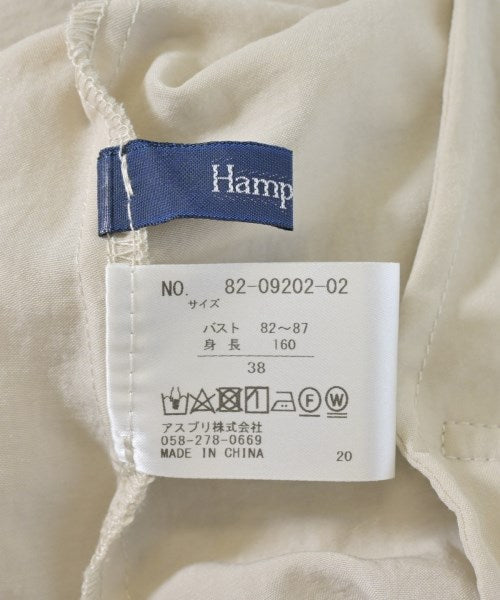 Hamp
NO. 82-09202-02
サイズ
バスト 82～87
身長 160
38
F W
アスプリ株式会社
058-278-0669
MADE IN CHINA 20